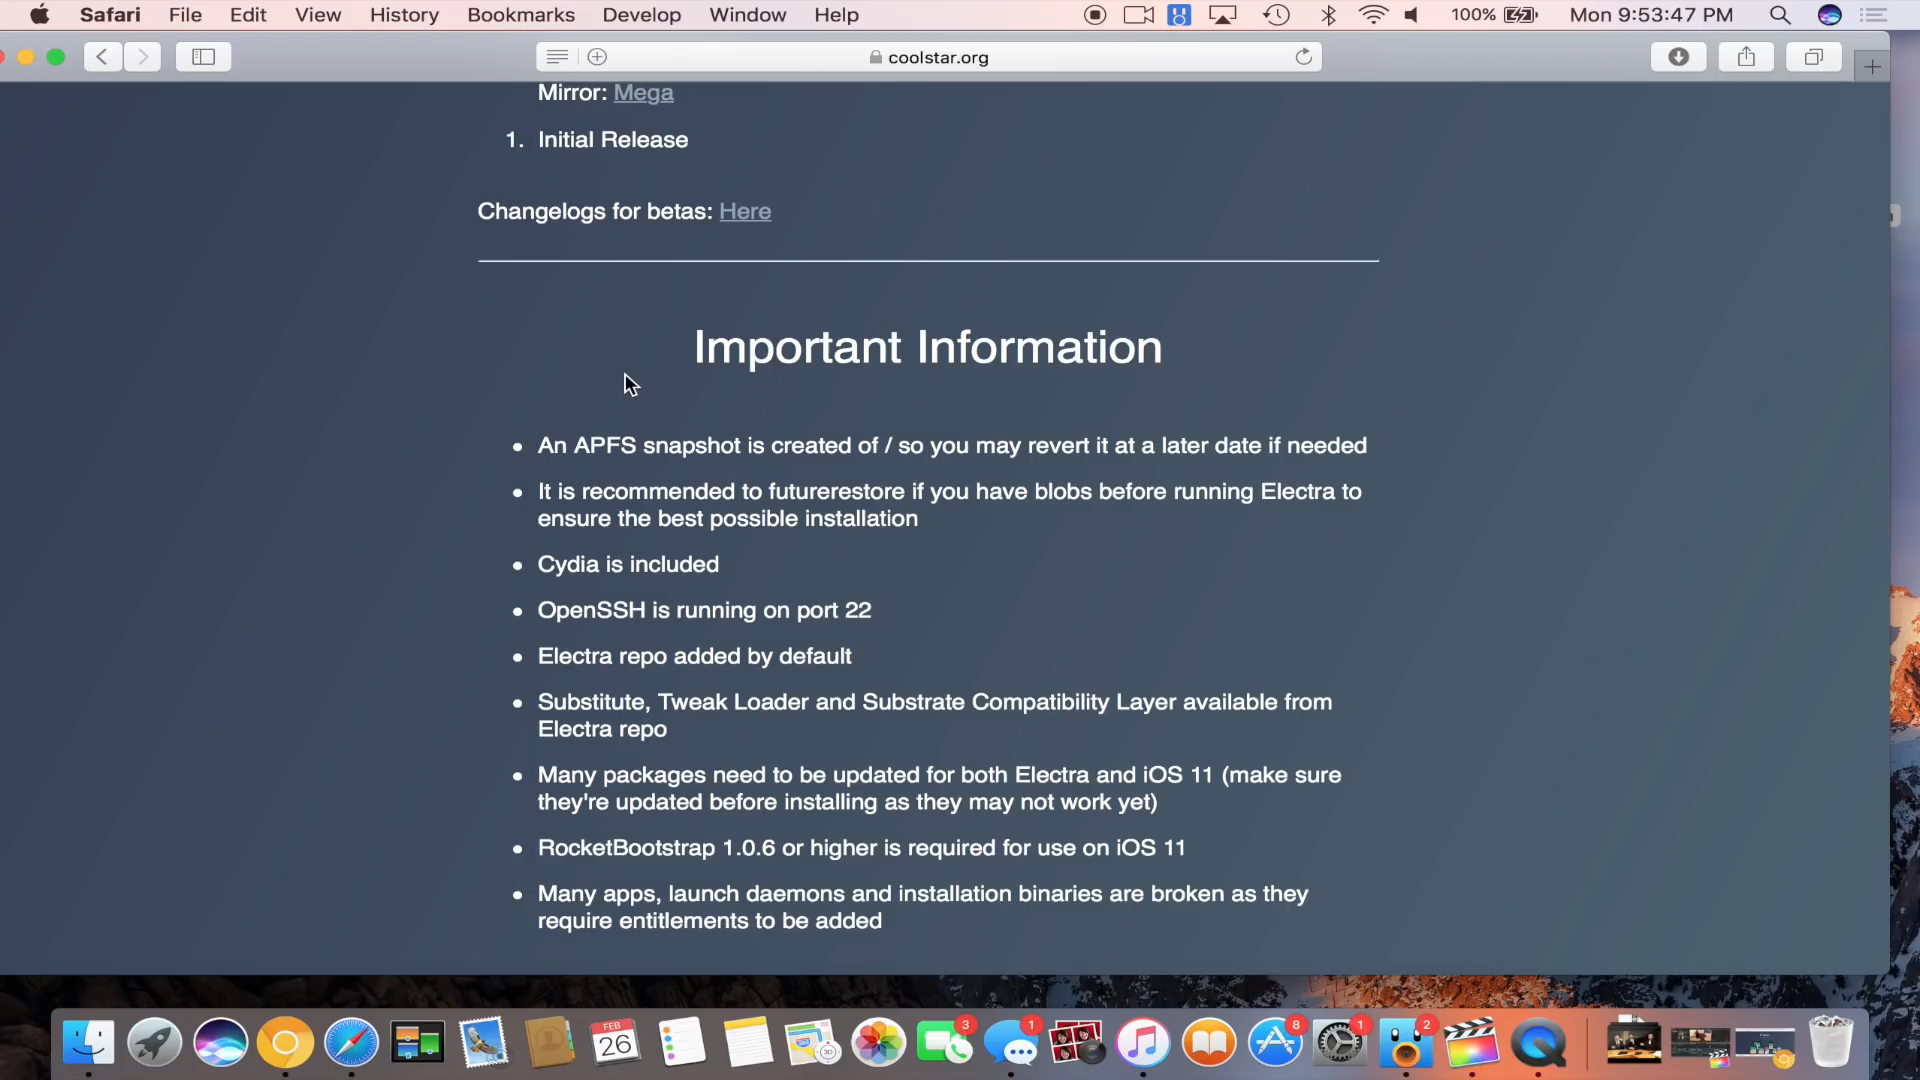 Safari File Edit View History Bookmarks Develop Window Help 100% Mon 9:53:47 PM
coolstar.org
Mirror: Mega
1. Initial Release
Changelogs for betas: Here
Important Information
• An APFS snapshot is created of / so you may revert it at a later date if needed
• It is recommended to futurerestore if you have blobs before running Electra to
ensure the best possible installation
• Cydia is included
• OpenSSH is running on port 22
• Electra repo added by default
• Substitute, Tweak Loader and Substrate Compatibility Layer available from
Electra repo
• Many packages need to be updated for both Electra and iOS 11 (make sure
they're updated before installing as they may not work yet)
• RocketBootstrap 1.0.6 or higher is required for use on iOS 11
• Many apps, launch daemons and installation binaries are broken as they
require entitlements to be added
FEB
26
3D
3
1
8
1
2